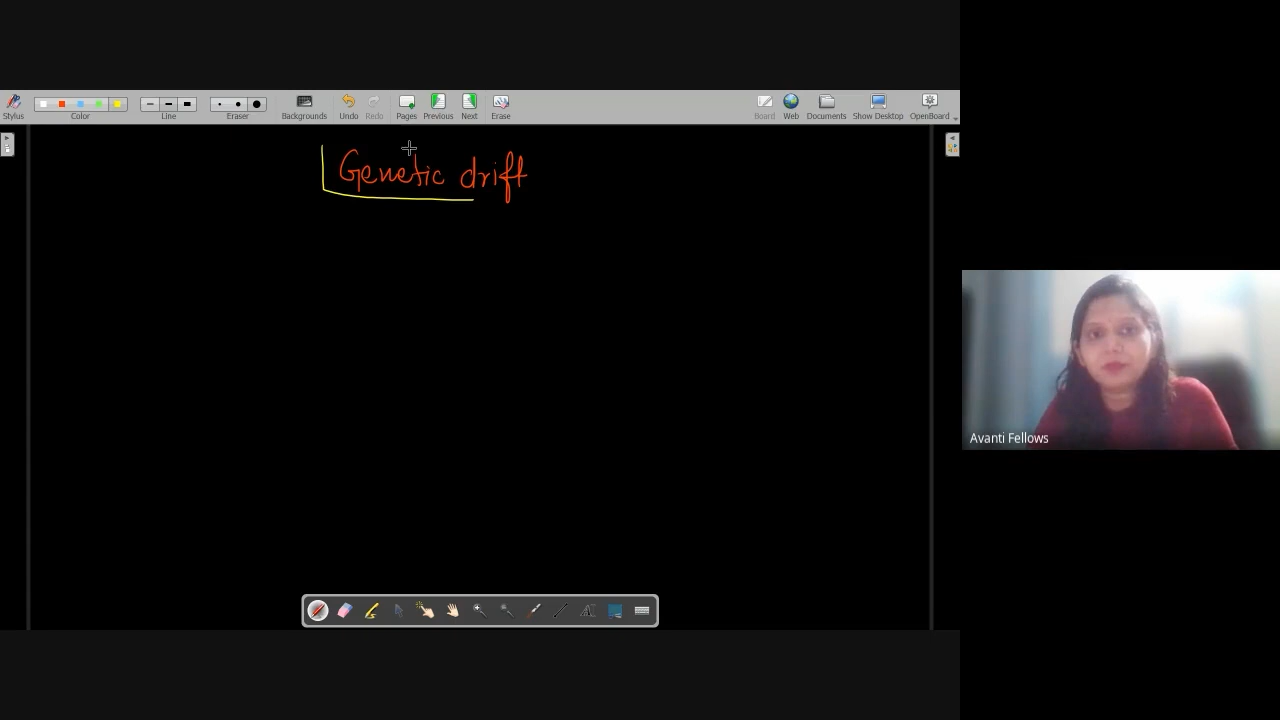 Stylus
Color
Line
Eraser
Backgrounds
Undo
Redo
Pages
Previous
Next
Erase
Board
Web
Documents
Show Desktop
OpenBoard
Genetic drift
Avanti Fellows